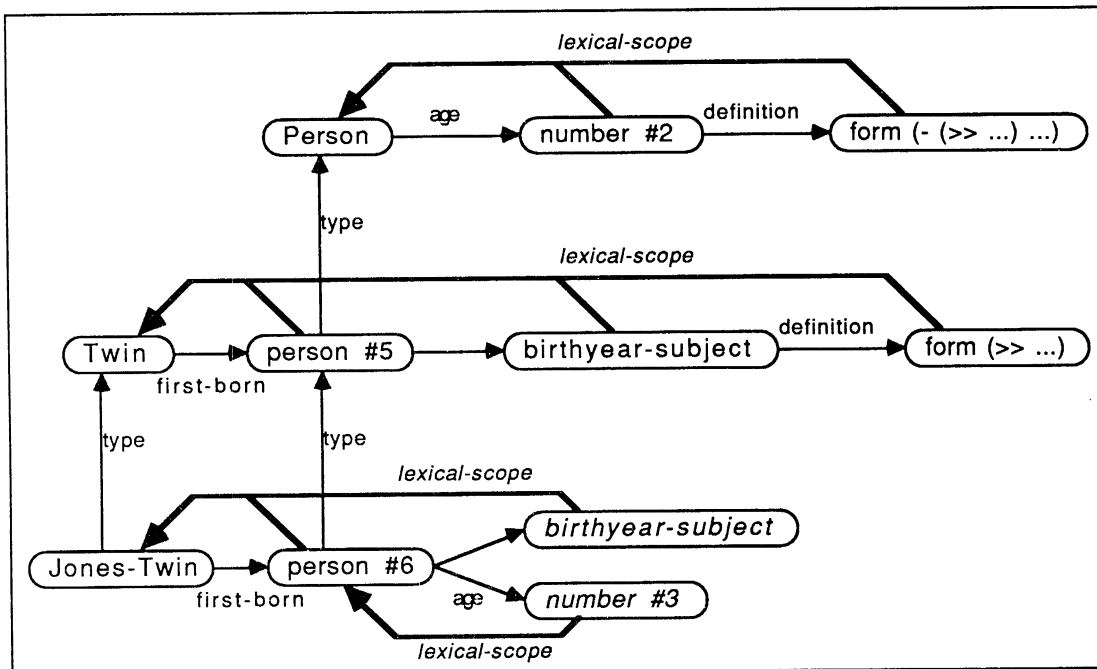 lexical-scope
age
definition
Person
number #2
form (- (>> ...) ...)
type
lexical-scope
definition
Twin
person #5
birthyear-subject
form (>> ...)
first-born
type
type
lexical-scope
birthyear-subject
Jones-Twin
person #6
first-born
age
number #3
lexical-scope